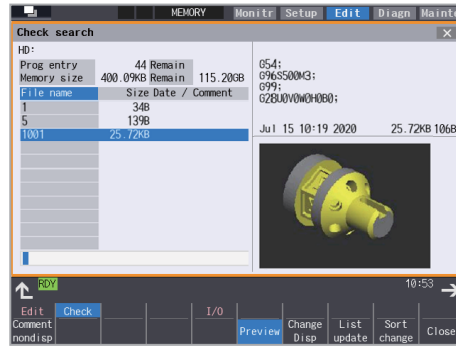 MEMORY Monitr Setup Edit Diagn Mainte
Check search
HD:
Prog entry 44 Remain
Memory size 400.09KB Remain 115.20GB
File name Size Date / Comment
1 34B
5 139B
1001 25.72KB
G54;
G96S500M3;
G99;
G28U0V0W0H0B0;
Jul 15 10:19 2020 25.72KB 106B
RDY 10:53
Edit Check I/O
Comment nondisp Preview Change Disp List update Sort change Close